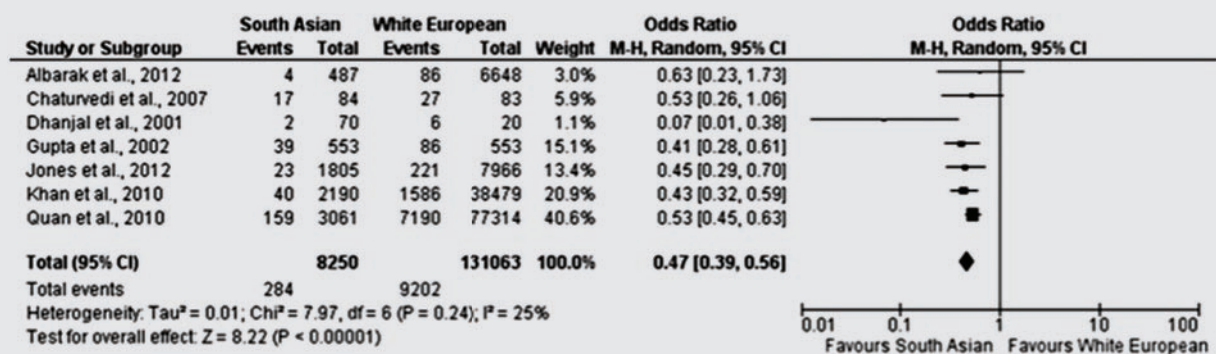 South Asian White European Odds Ratio Odds Ratio
Study or Subgroup Events Total Events Total Weight M-H, Random, 95% CI M-H, Random, 95% CI
Albarak et al., 2012 4 487 86 6648 3.0% 0.63 [0.23, 1.73]
Chaturvedi et al., 2007 17 84 27 83 5.9% 0.53 [0.26, 1.06]
Dhanjal et al., 2001 2 70 6 20 1.1% 0.07 [0.01, 0.38]
Gupta et al., 2002 39 553 86 553 15.1% 0.41 [0.28, 0.61]
Jones et al., 2012 23 1805 221 7966 13.4% 0.45 [0.29, 0.70]
Khan et al., 2010 40 2190 1586 38479 20.9% 0.43 [0.32, 0.59]
Quan et al., 2010 159 3061 7190 77314 40.6% 0.53 [0.45, 0.63]
Total (95% CI) 8250 131063 100.0% 0.47 [0.39, 0.56]
Total events 284 9202
Heterogeneity: Tau² = 0.01; Chi² = 7.97, df = 6 (P = 0.24); I² = 25%
Test for overall effect: Z = 8.22 (P < 0.00001)
0.01 0.1 1 10 100
Favours South Asian Favours White European